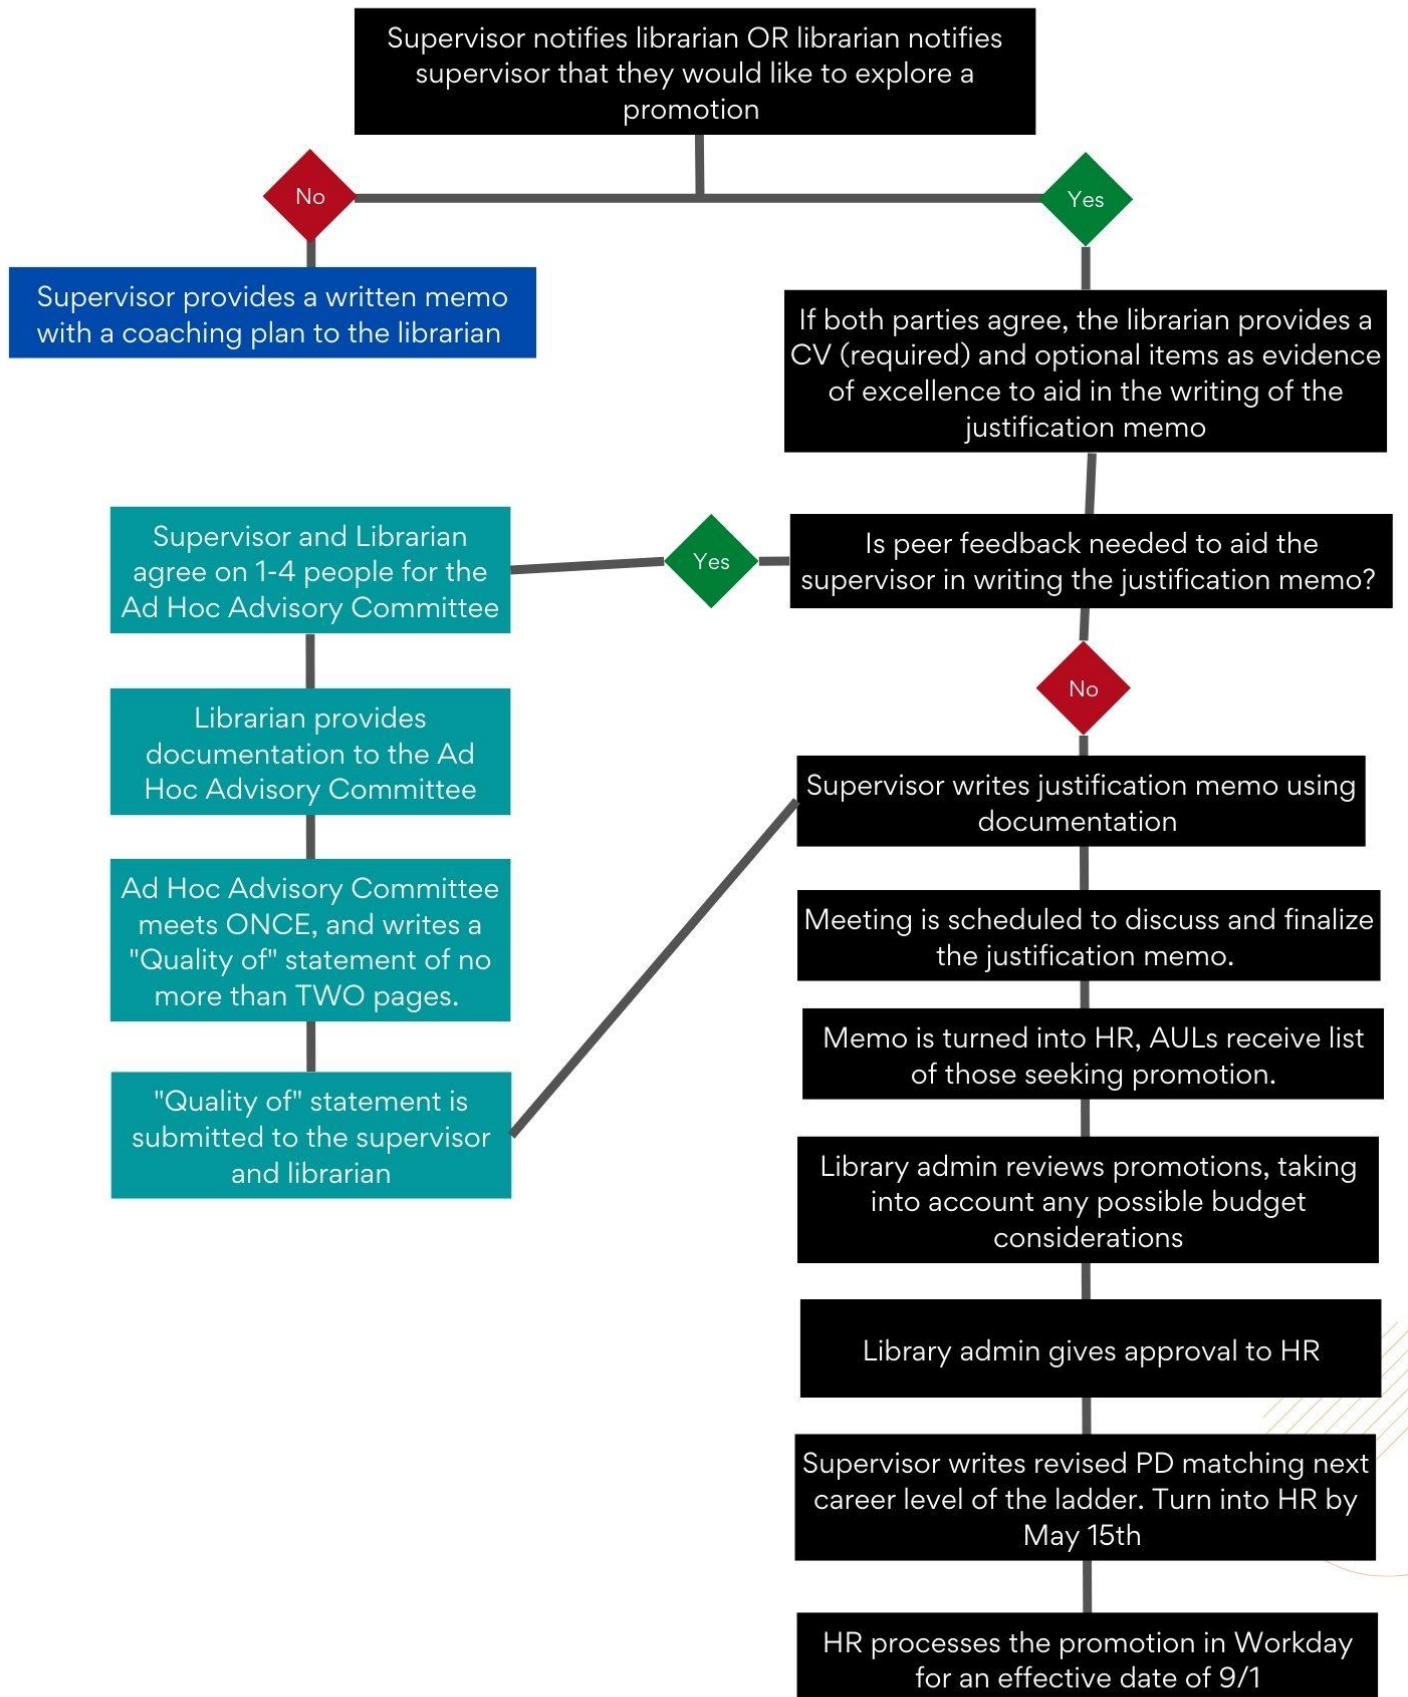 Supervisor notifies librarian OR librarian notifies
supervisor that they would like to explore a
promotion
No
Yes
Supervisor provides a written memo
with a coaching plan to the librarian
If both parties agree, the librarian provides a
CV (required) and optional items as evidence
of excellence to aid in the writing of the
justification memo
Is peer feedback needed to aid the
supervisor in writing the justification memo?
Yes
Supervisor and Librarian
agree on 1-4 people for the
Ad Hoc Advisory Committee
Librarian provides
documentation to the Ad
Hoc Advisory Committee
Ad Hoc Advisory Committee
meets ONCE, and writes a
"Quality of" statement of no
more than TWO pages.
"Quality of" statement is
submitted to the supervisor
and librarian
No
Supervisor writes justification memo using
documentation
Meeting is scheduled to discuss and finalize
the justification memo.
Memo is turned into HR, AULs receive list
of those seeking promotion.
Library admin reviews promotions, taking
into account any possible budget
considerations
Library admin gives approval to HR
Supervisor writes revised PD matching next
career level of the ladder. Turn into HR by
May 15th
HR processes the promotion in Workday
for an effective date of 9/1